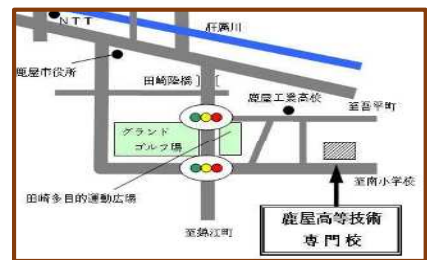 NTT
肝属川
鹿屋市役所
田崎陸橋
鹿屋工業高校
至吾平町
グランド
ゴルフ場
至南小学校
田崎多目的運動広場
至錦江町
鹿屋高等技術
専門校